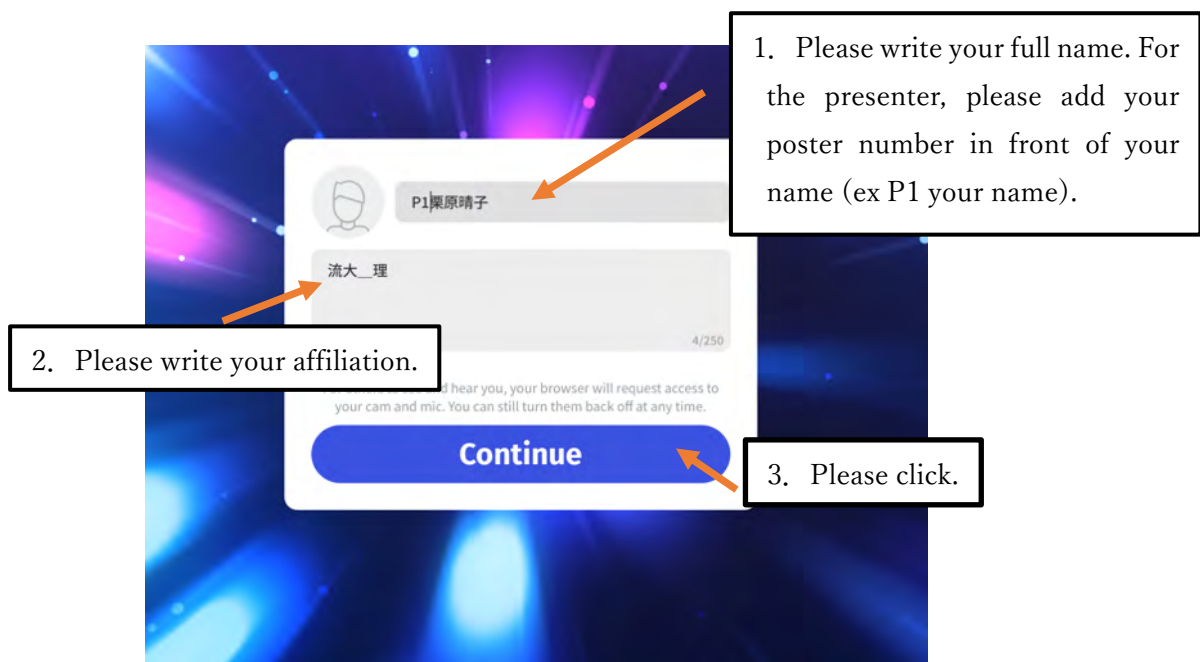 1. Please write your full name. For
the presenter, please add your
poster number in front of your
name (ex P1 your name).
P1栗原晴子
流大__理
4/250
2. Please write your affiliation.
hear you, your browser will request access to
your cam and mic. You can still turn them back off at any time.
Continue
3. Please click.